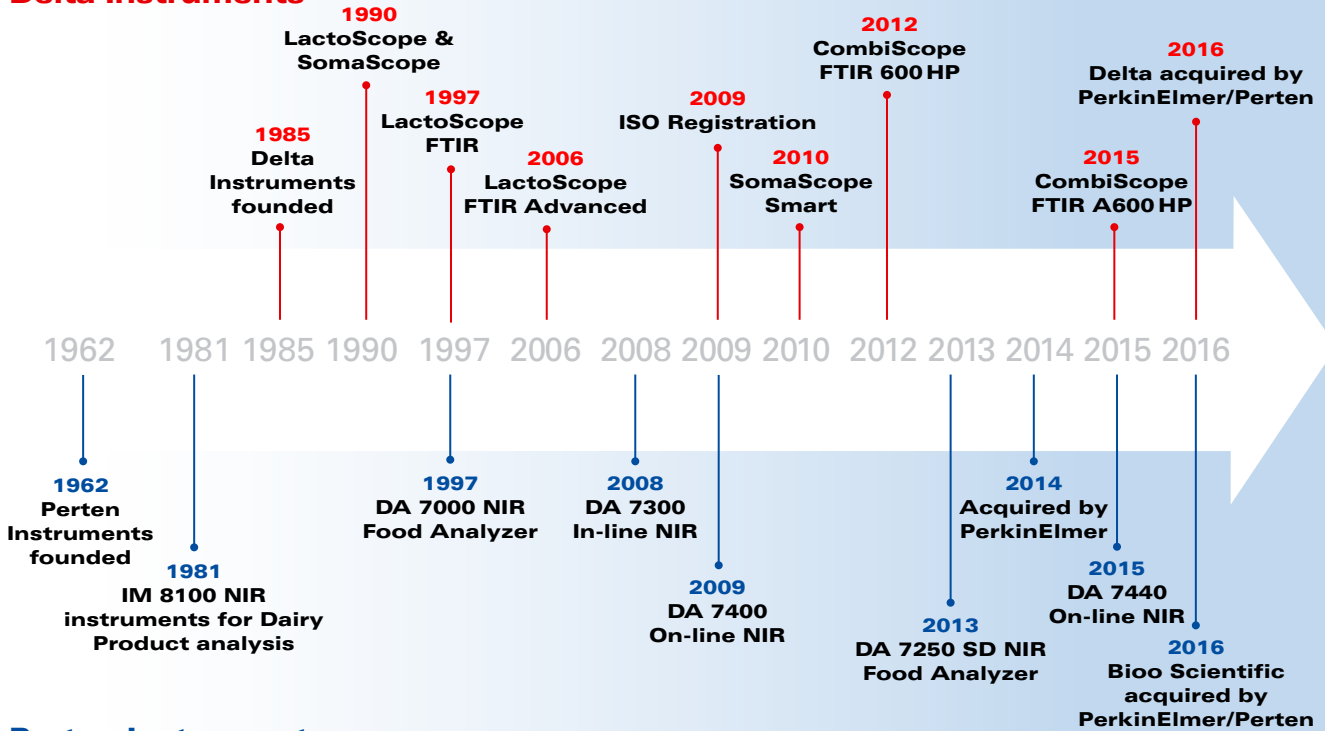 Delta Instruments
1990
LactoScope &
SomaScope
1997
LactoScope
FTIR
1985
Delta
Instruments
founded
2006
LactoScope
FTIR Advanced
2009
ISO Registration
2010
SomaScope
Smart
2012
CombiScope
FTIR 600 HP
2015
CombiScope
FTIR A600 HP
2016
Delta acquired by
PerkinElmer/Perten
1962 1981 1985 1990 1997 2006 2008 2009 2010 2012 2013 2014 2015 2016
1962
Perten
Instruments
founded
1981
IM 8100 NIR
instruments for Dairy
Product analysis
1997
DA 7000 NIR
Food Analyzer
2008
DA 7300
In-line NIR
2009
DA 7400
On-line NIR
2013
DA 7250 SD NIR
Food Analyzer
2014
Acquired by
PerkinElmer
2015
DA 7440
On-line NIR
2016
Bioo Scientific
acquired by
PerkinElmer/Perten
Perten Instruments